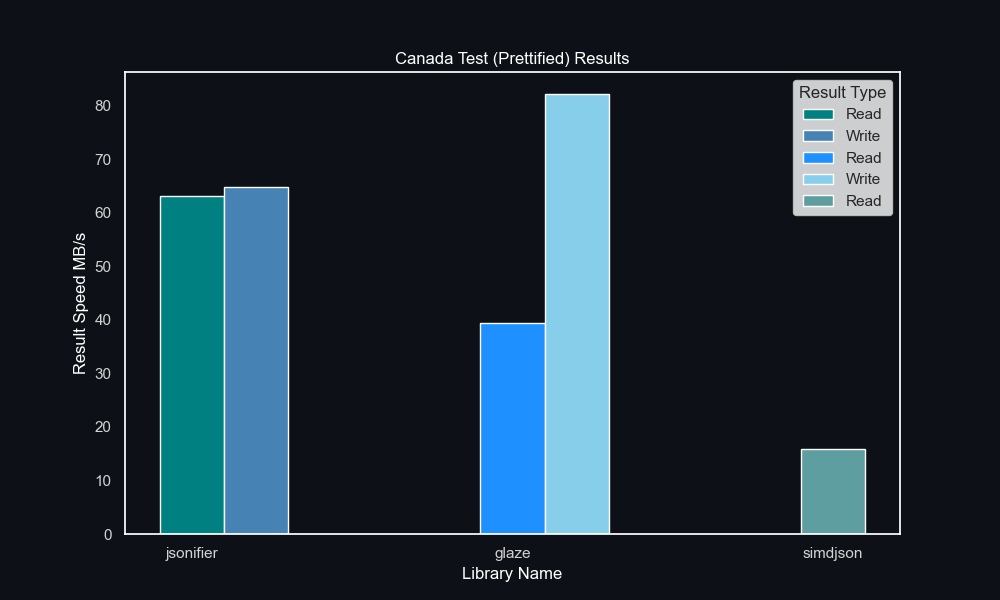 Canada Test (Prettified) Results
Result Speed MB/s
80
70
60
50
40
30
20
10
0
Result Type
Read
Write
Read
Write
Read
jsonifier
glaze
simdjson
Library Name